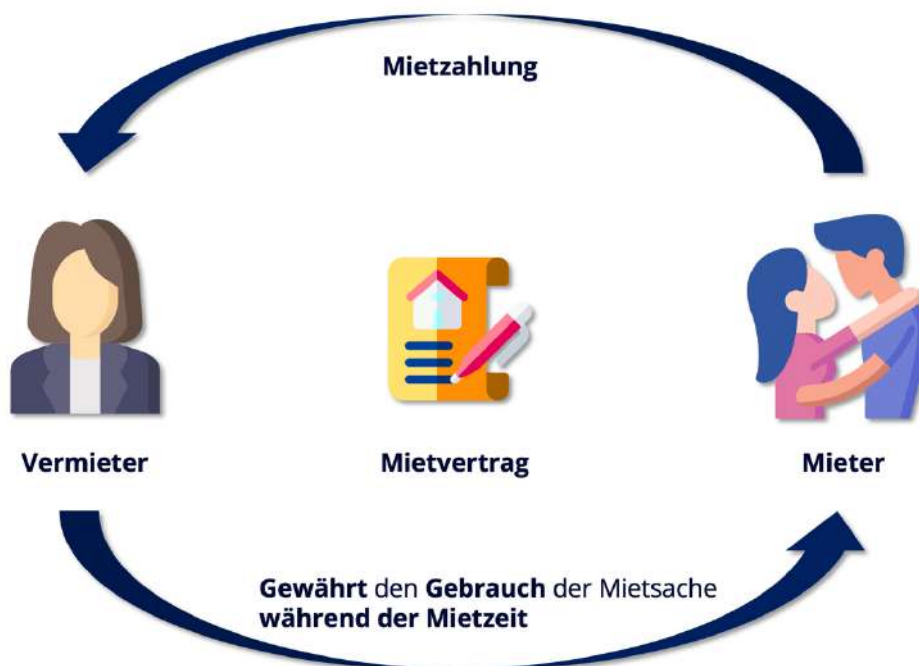 Mietzahlung
Vermieter
Mietvertrag
Mieter
Gewährt den Gebrauch der Mietsache
während der Mietzeit